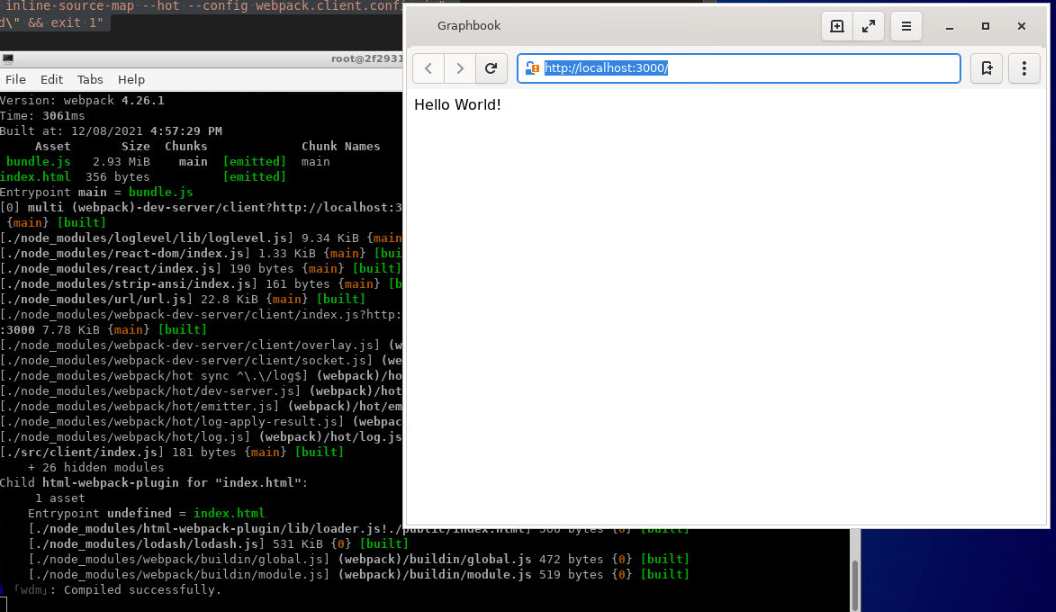 inline-source-map --hot --config webpack.client.conf
d\" && exit 1"
root@2f2931
File Edit Tabs Help
Version: webpack 4.26.1
Time: 3061ms
Built at: 12/08/2021 4:57:29 PM
Asset Size Chunks Chunk Names
bundle.js 2.93 MiB main [emitted] main
index.html 356 bytes [emitted]
Entrypoint main = bundle.js
[0] multi (webpack)-dev-server/client?http://localhost:3
{main} [built]
[./node_modules/loglevel/lib/loglevel.js] 9.34 KiB {main
[./node_modules/react-dom/index.js] 1.33 KiB {main} [bui
[./node_modules/react/index.js] 190 bytes {main} [built]
[./node_modules/strip-ansi/index.js] 161 bytes {main} [b
[./node_modules/url/url.js] 22.8 KiB {main} [built]
[./node_modules/webpack-dev-server/client/index.js?http:
:3000 7.78 KiB {main} [built]
[./node_modules/webpack-dev-server/client/overlay.js] (w
[./node_modules/webpack-dev-server/client/socket.js] (we
[./node_modules/webpack/hot sync ^\.\/log$] (webpack)/ho
[./node_modules/webpack/hot/dev-server.js] (webpack)/hot
[./node_modules/webpack/hot/emitter.js] (webpack)/hot/em
[./node_modules/webpack/hot/log-apply-result.js] (webpac
[./node_modules/webpack/hot/log.js] (webpack)/hot/log.js
[./src/client/index.js] 181 bytes {main} [built]
+ 26 hidden modules
Child html-webpack-plugin for "index.html":
1 asset
Entrypoint undefined = index.html
[./node_modules/html-webpack-plugin/lib/loader.js!./public/index.html] 560 bytes {0} [built]
[./node_modules/lodash/lodash.js] 531 KiB {0} [built]
[./node_modules/webpack/buildin/global.js] (webpack)/buildin/global.js 472 bytes {0} [built]
[./node_modules/webpack/buildin/module.js] (webpack)/buildin/module.js 519 bytes {0} [built]
｢wdm｣: Compiled successfully.
Graphbook
http://localhost:3000/
Hello World!